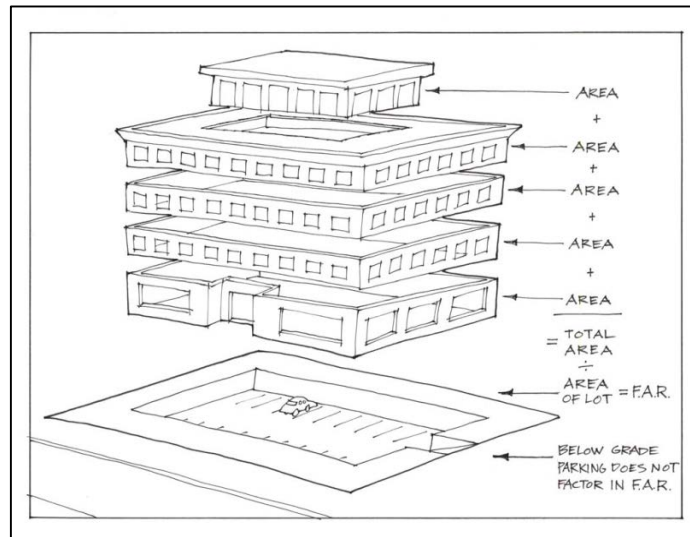 AREA
+
AREA
+
AREA
+
AREA
+
AREA
= TOTAL
AREA
÷
AREA
OF LOT = F.A.R.
BELOW GRADE
PARKING DOES NOT
FACTOR IN F.A.R.